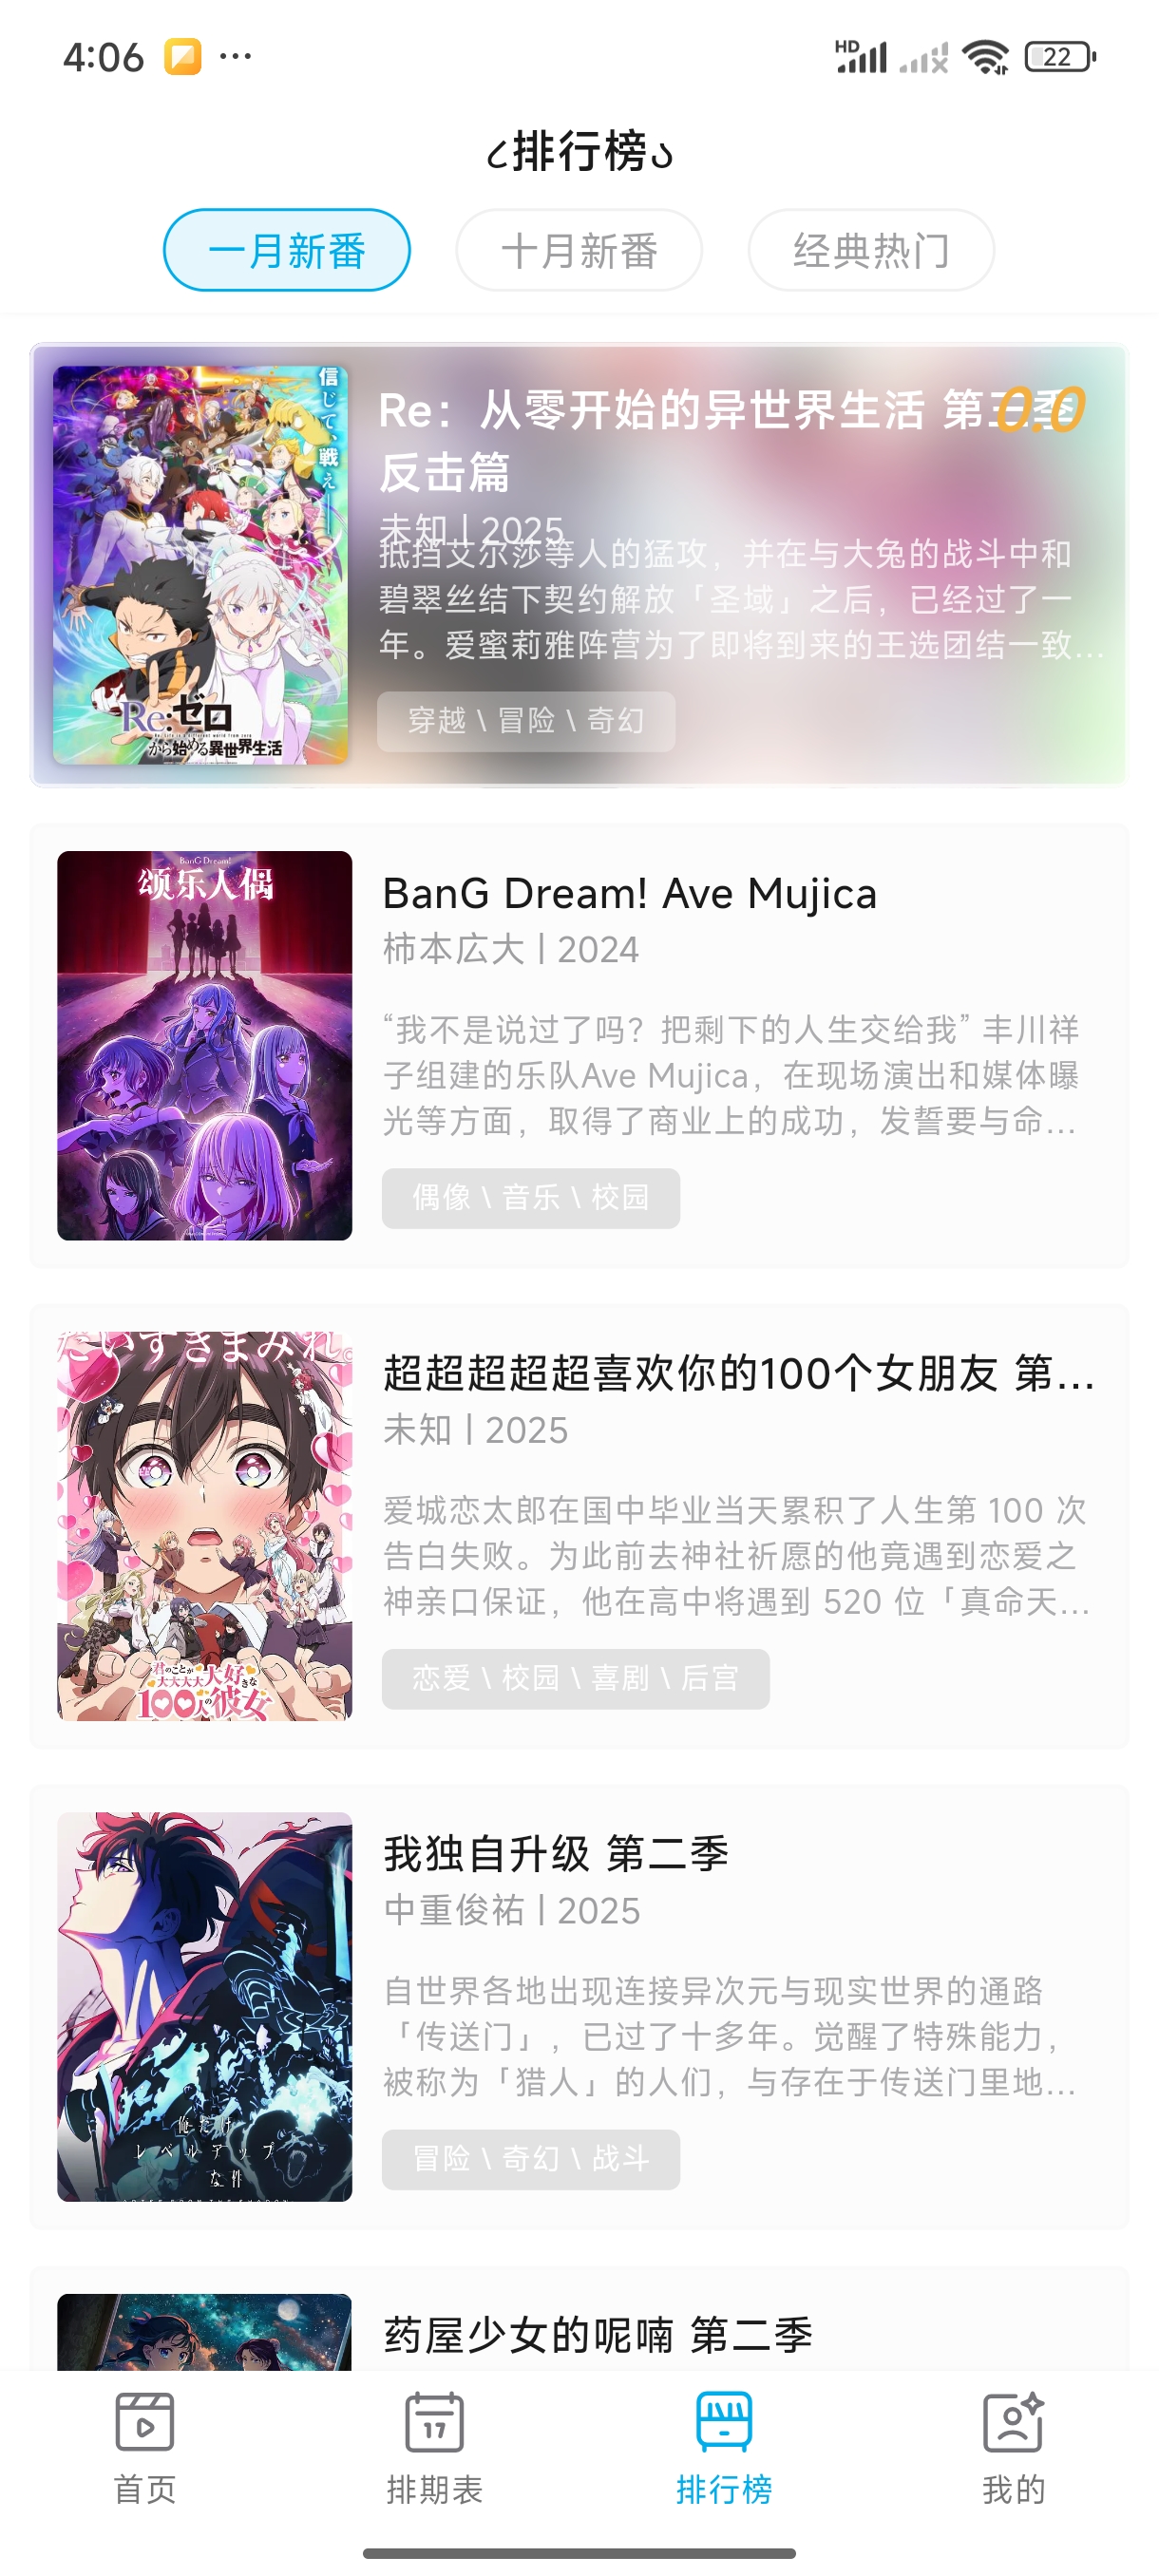 4:06
HD
22
排行榜
一月新番
十月新番
经典热门
信じて、戦え——
Re:ゼロ
から始める異世界生活
Re：从零开始的异世界生活 第三季
0.0
反击篇
未知 | 2025
抵挡艾尔莎等人的猛攻，并在与大兔的战斗中和
碧翠丝结下契约解放「圣域」之后，已经过了一
年。爱蜜莉雅阵营为了即将到来的王选团结一致...
穿越 \ 冒险 \ 奇幻
BanG Dream!
颂乐人偶
BanG Dream! Ave Mujica
柿本広大 | 2024
“我不是说过了吗？把剩下的人生交给我” 丰川祥
子组建的乐队Ave Mujica，在现场演出和媒体曝
光等方面，取得了商业上的成功，发誓要与命...
偶像 \ 音乐 \ 校园
だいすきまみれ。
君のことが
大大大大大好きな
100人の彼女
超超超超超喜欢你的100个女朋友 第...
未知 | 2025
爱城恋太郎在国中毕业当天累积了人生第 100 次
告白失败。为此前去神社祈愿的他竟遇到恋爱之
神亲口保证，他在高中将遇到 520 位「真命天...
恋爱 \ 校园 \ 喜剧 \ 后宫
俺だけ
レベルアップ
な件
我独自升级 第二季
中重俊祐 | 2025
自世界各地出现连接异次元与现实世界的通路
「传送门」，已过了十多年。觉醒了特殊能力，
被称为「猎人」的人们，与存在于传送门里地...
冒险 \ 奇幻 \ 战斗
药屋少女的呢喃 第二季
17
首页
排期表
排行榜
我的